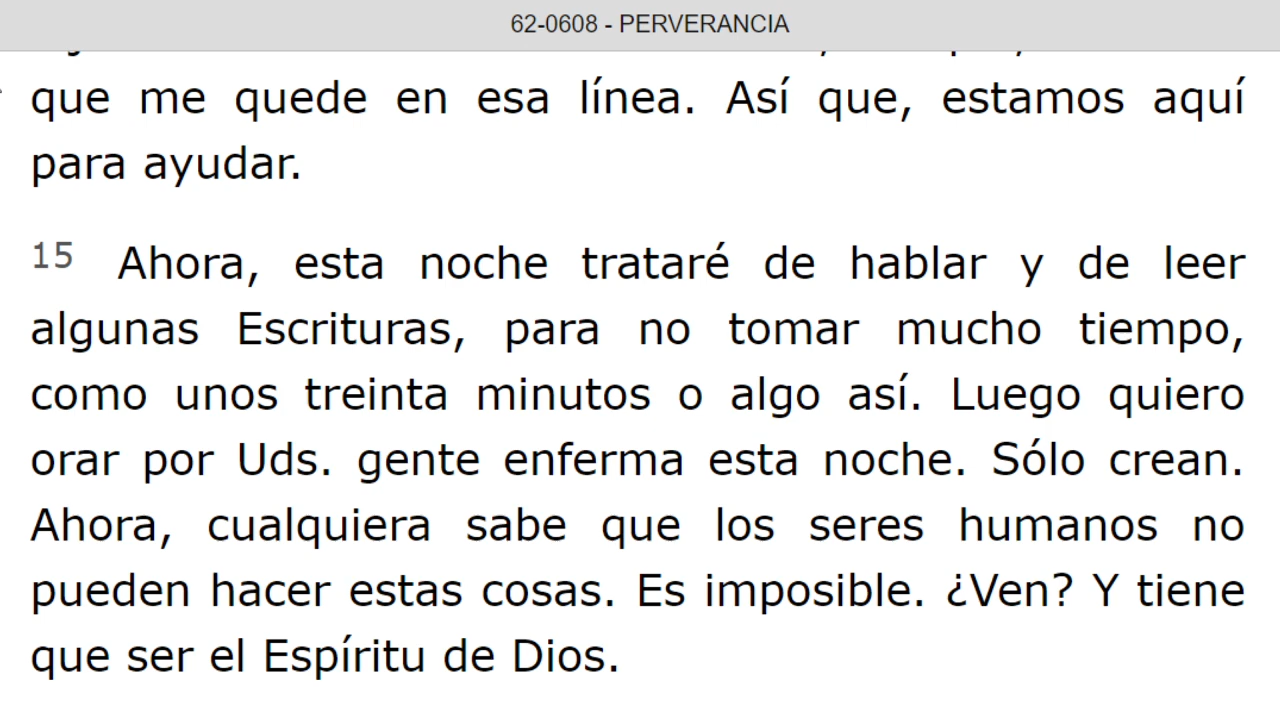 62-0608 - PERVERANCIA
que me quede en esa línea. Así que, estamos aquí
para ayudar.
15 Ahora, esta noche trataré de hablar y de leer
algunas Escrituras, para no tomar mucho tiempo,
como unos treinta minutos o algo así. Luego quiero
orar por Uds. gente enferma esta noche. Sólo crean.
Ahora, cualquiera sabe que los seres humanos no
pueden hacer estas cosas. Es imposible. ¿Ven? Y tiene
que ser el Espíritu de Dios.